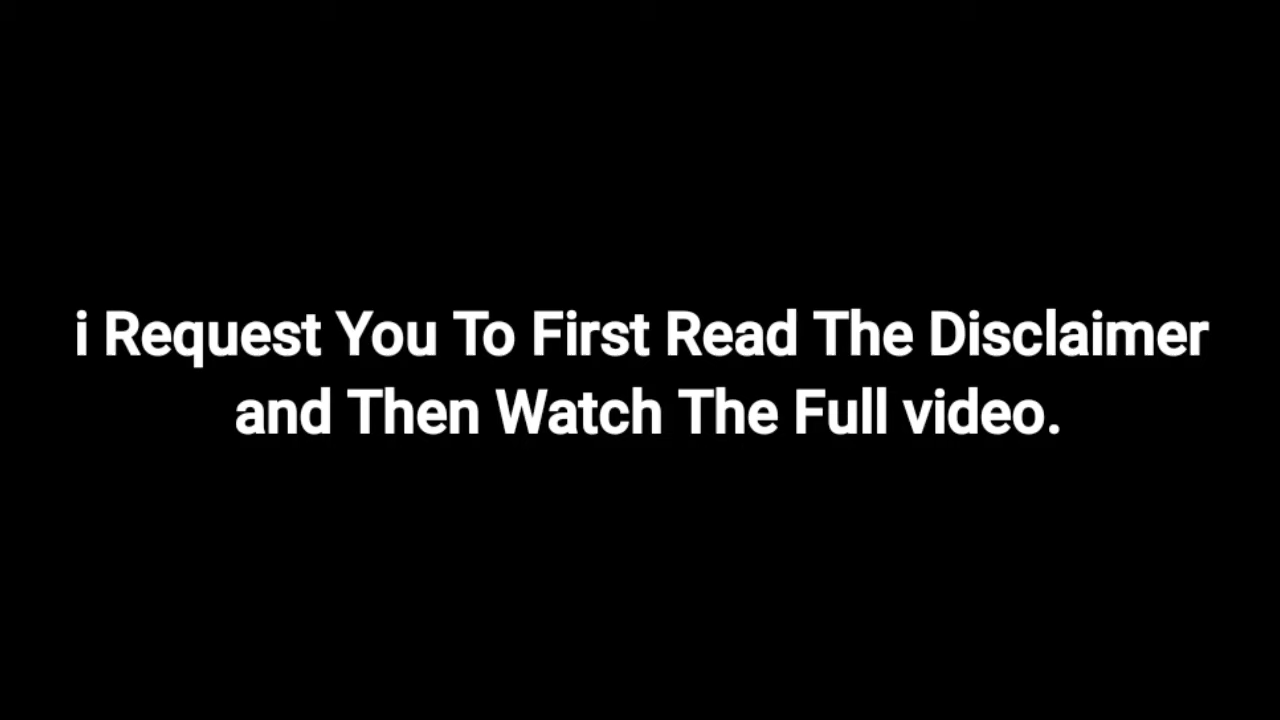 i Request You To First Read The Disclaimer
and Then Watch The Full video.